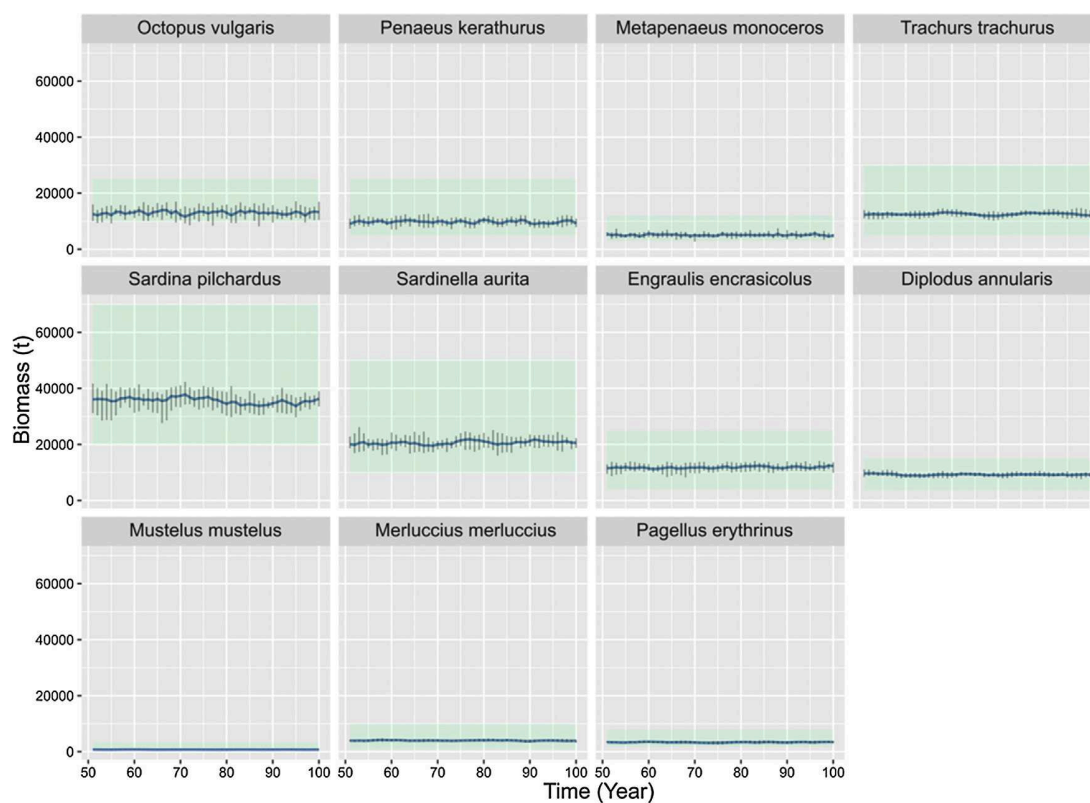 Octopus vulgaris Penaeus kerathurus Metapenaeus monoceros Trachurs trachurus
60000
40000
20000
0
Sardina pilchardus Sardinella aurita Engraulis encrasicolus Diplodus annularis
60000
40000
20000
0
Biomass (t)
Mustelus mustelus Merluccius merluccius Pagellus erythrinus
60000
40000
20000
0
50 60 70 80 90 100 50 60 70 80 90 100 50 60 70 80 90 100
Time (Year)